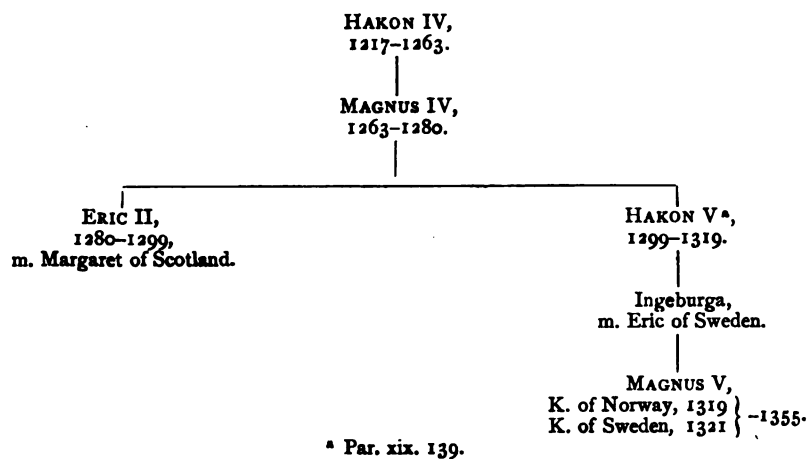 HAKON IV,
1217–1263.
MAGNUS IV,
1263–1280.
ERIC II,
1280–1299,
m. Margaret of Scotland.
HAKON Vᵃ,
1299–1319.
Ingeburga,
m. Eric of Sweden.
MAGNUS V,
K. of Norway, 1319
K. of Sweden, 1321
} –1355.
ᵃ Par. xix. 139.